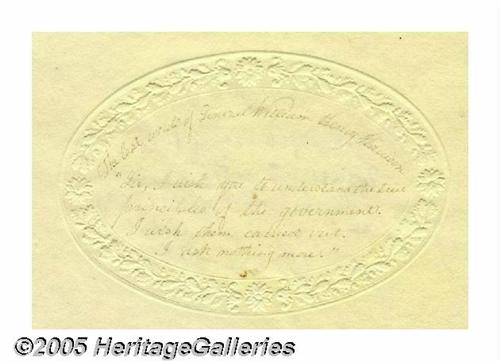 The last words of General William Henry Harrison
"Sir, I wish you to understand the true
principles of the government.
I wish them carried out.
I ask nothing more."
©2005 HeritageGalleries